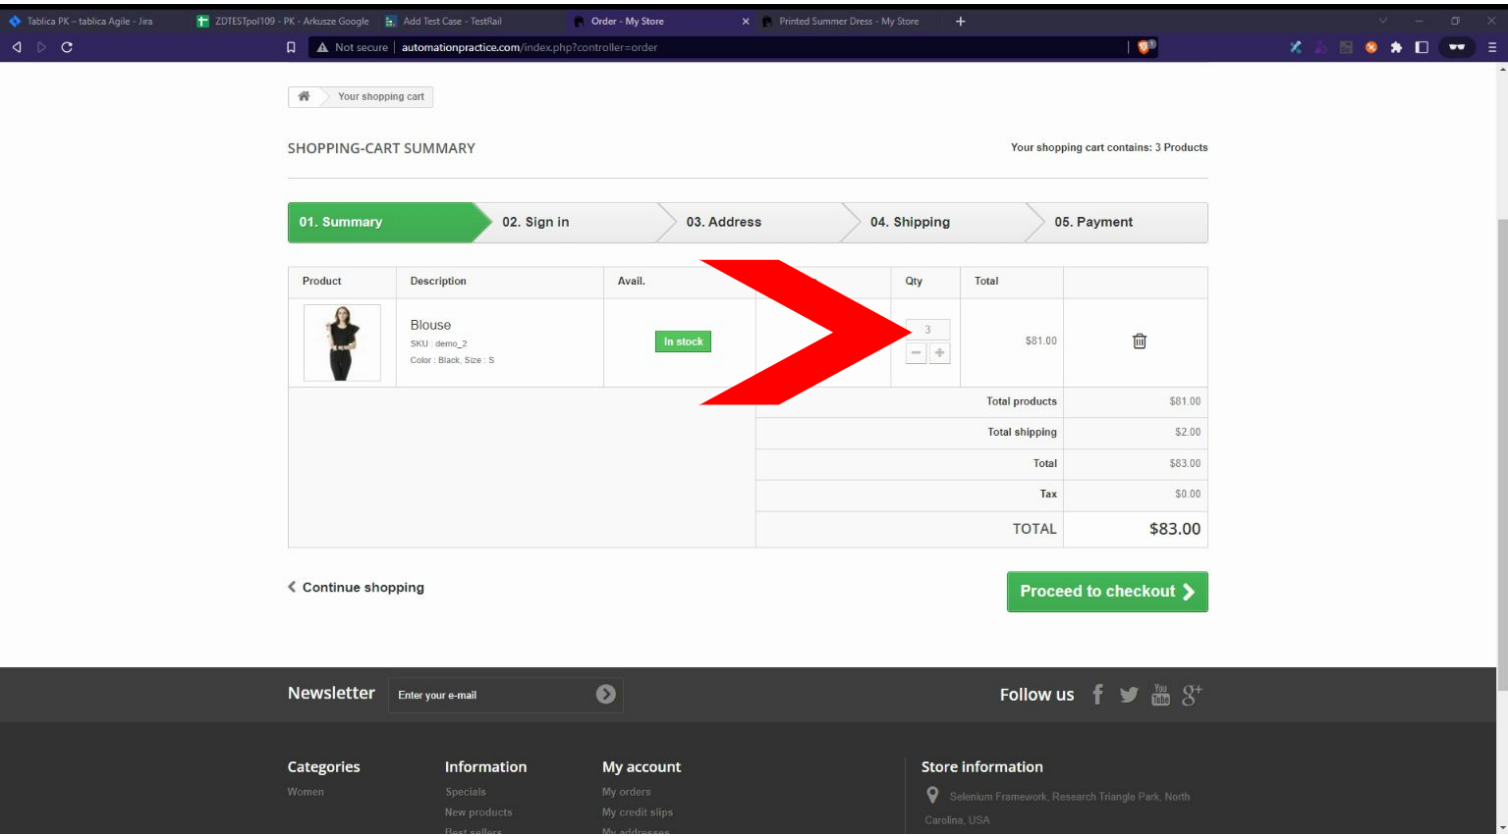 Tablica PK – tablica Agile - Jira
ZDTESTpol109 - PK - Arkusze Google
Add Test Case - TestRail
Order - My Store
Printed Summer Dress - My Store
Not secure
automationpractice.com/index.php?controller=order
Your shopping cart
SHOPPING-CART SUMMARY
Your shopping cart contains: 3 Products
01. Summary
02. Sign in
03. Address
04. Shipping
05. Payment
Product
Description
Avail.
Qty
Total
Blouse
SKU : demo_2
Color : Black, Size : S
In stock
3
$81.00
Total products
$81.00
Total shipping
$2.00
Total
$83.00
Tax
$0.00
TOTAL
$83.00
Continue shopping
Proceed to checkout
Newsletter
Enter your e-mail
Follow us
You Tube
g+
Categories
Information
My account
Store information
Women
Specials
My orders
Selenium Framework, Research Triangle Park, North
Carolina, USA
New products
My credit slips
Best sellers
My addresses